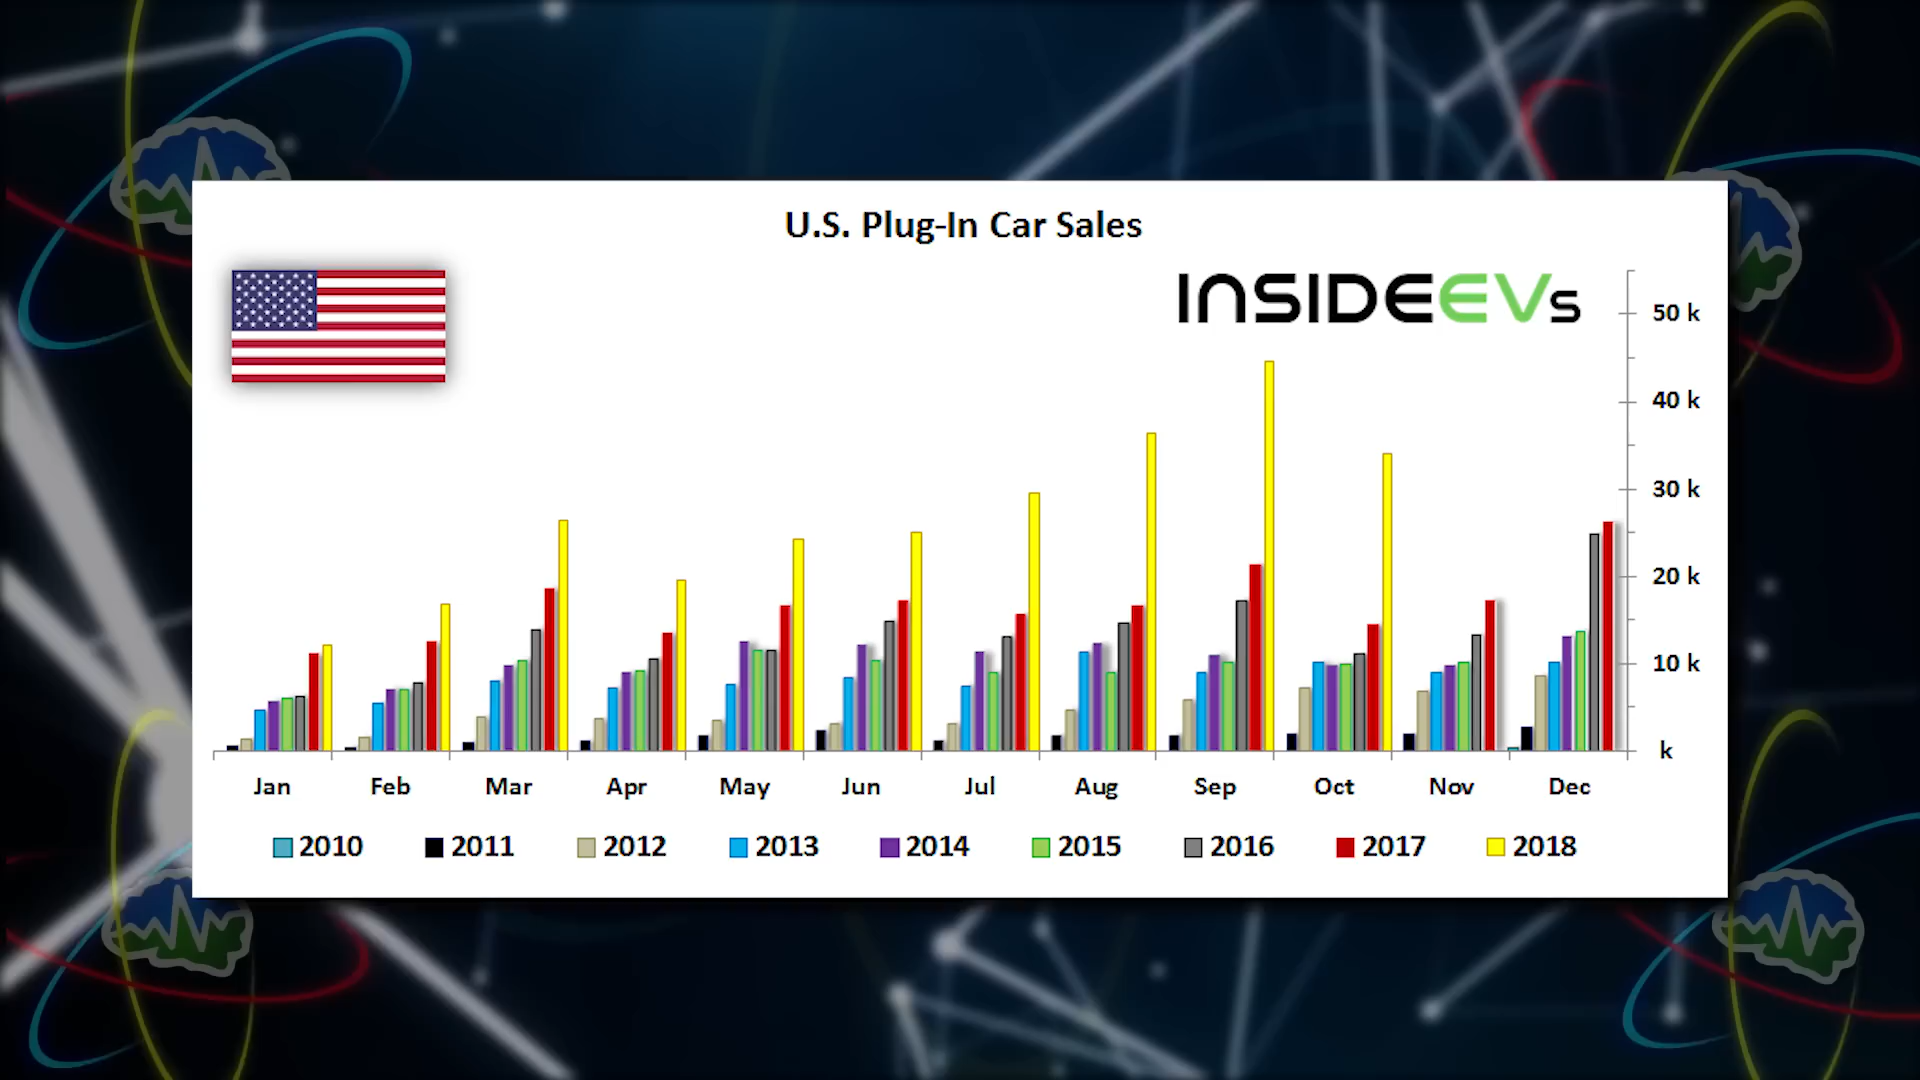 U.S. Plug-In Car Sales
INSIDEEVs
50 k
40 k
30 k
20 k
10 k
k
Jan Feb Mar Apr May Jun Jul Aug Sep Oct Nov Dec
2010 2011 2012 2013 2014 2015 2016 2017 2018